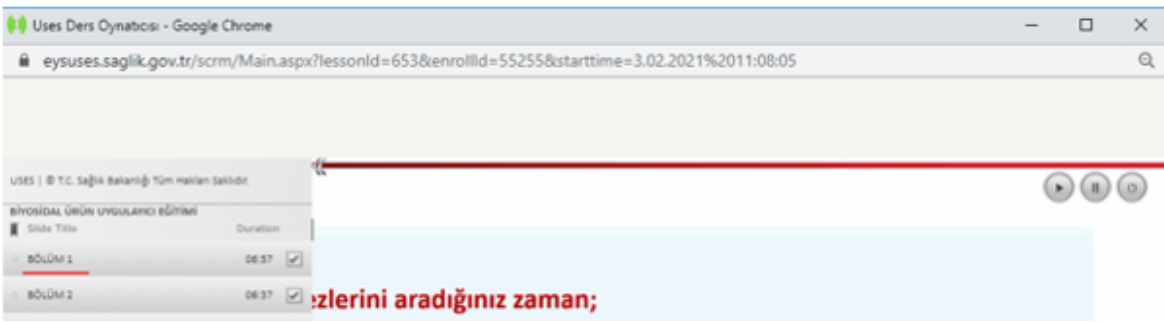 Uses Ders Oynatıcısı - Google Chrome
eysuses.saglik.gov.tr/scrm/Main.aspx?lessonId=653&enrollId=55255&starttime=3.02.2021%2011:08:05
USES | © T.C. Sağlık Bakanlığı Tüm Hakları Saklıdır.
BİYOSİDAL ÜRÜN UYGULAYICI EĞİTİMİ
Slide Title Duration
BÖLÜM 1 06:57
BÖLÜM 2 06:37
ezlerini aradığınız zaman;